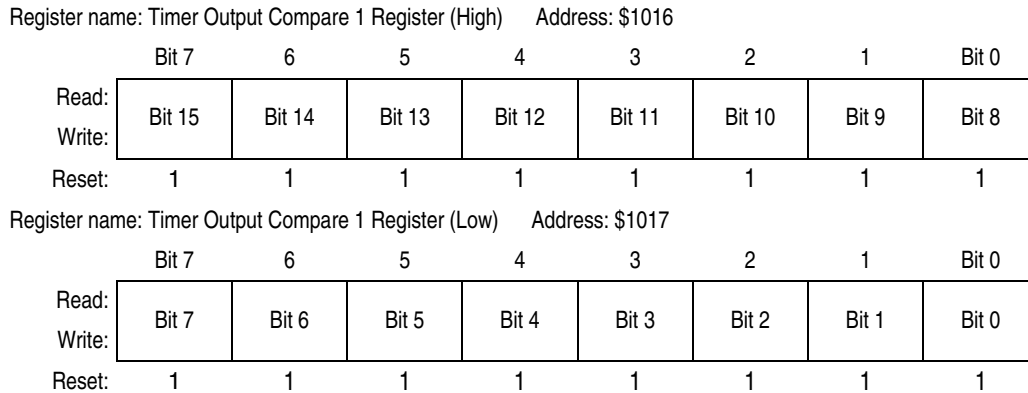 Register name: Timer Output Compare 1 Register (High) Address: $1016
Bit 7 6 5 4 3 2 1 Bit 0
Read:
Bit 15 Bit 14 Bit 13 Bit 12 Bit 11 Bit 10 Bit 9 Bit 8
Write:
Reset: 1 1 1 1 1 1 1 1
Register name: Timer Output Compare 1 Register (Low) Address: $1017
Bit 7 6 5 4 3 2 1 Bit 0
Read:
Bit 7 Bit 6 Bit 5 Bit 4 Bit 3 Bit 2 Bit 1 Bit 0
Write:
Reset: 1 1 1 1 1 1 1 1